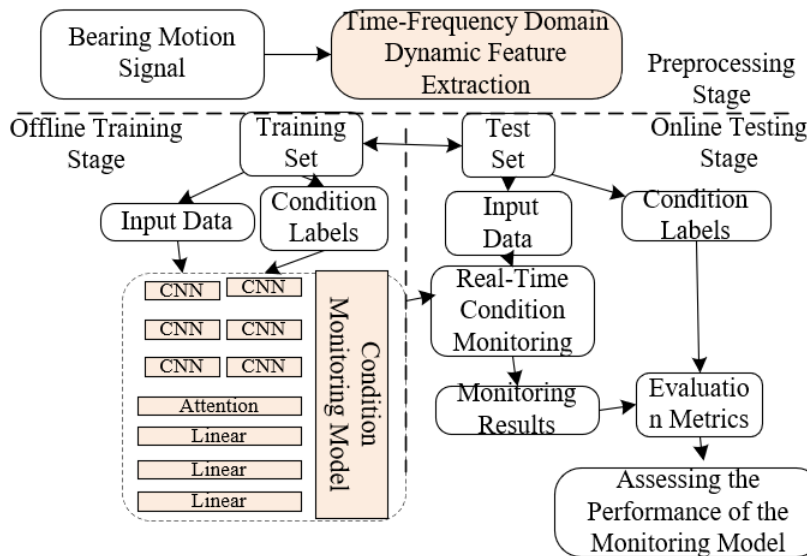 Bearing Motion
Signal
Time-Frequency Domain
Dynamic Feature
Extraction
Preprocessing
Stage
Offline Training
Stage
Training
Set
Test
Set
Online Testing
Stage
Input Data
Condition
Labels
Input
Data
Condition
Labels
CNN
CNN
CNN
CNN
CNN
CNN
Attention
Linear
Linear
Linear
Condition
Monitoring Model
Real-Time
Condition
Monitoring
Monitoring
Results
Evaluatio
n Metrics
Assessing the
Performance of the
Monitoring Model